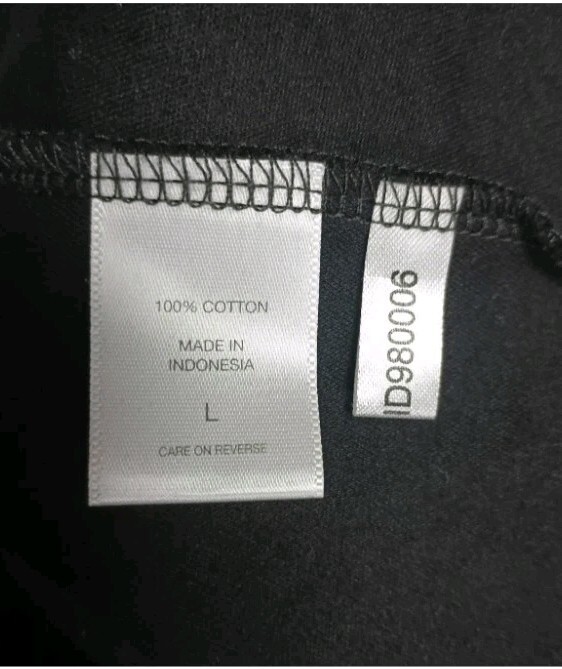 100% COTTON
MADE IN
INDONESIA
L
CARE ON REVERSE
ID980006